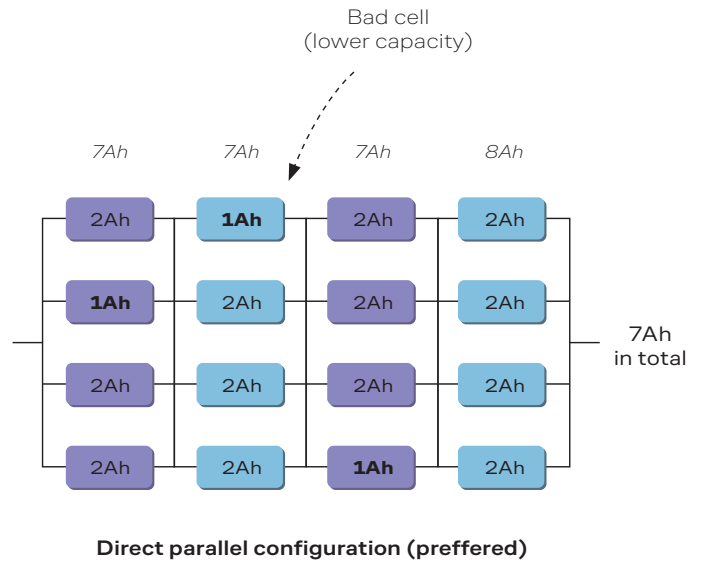 Bad cell
(lower capacity)
7Ah 7Ah 7Ah 8Ah
2Ah 1Ah 2Ah 2Ah
1Ah 2Ah 2Ah 2Ah
7Ah
in total
2Ah 2Ah 2Ah 2Ah
2Ah 2Ah 1Ah 2Ah
Direct parallel configuration (preffered)